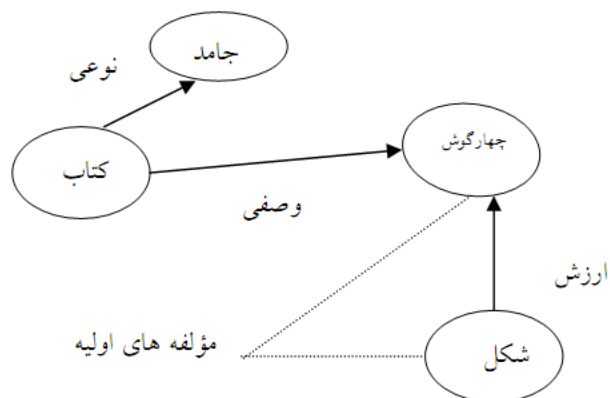 جامد
نوعی
چهارگوش
کتاب
وصفی
ارزش
مؤلفه های اولیه
شکل